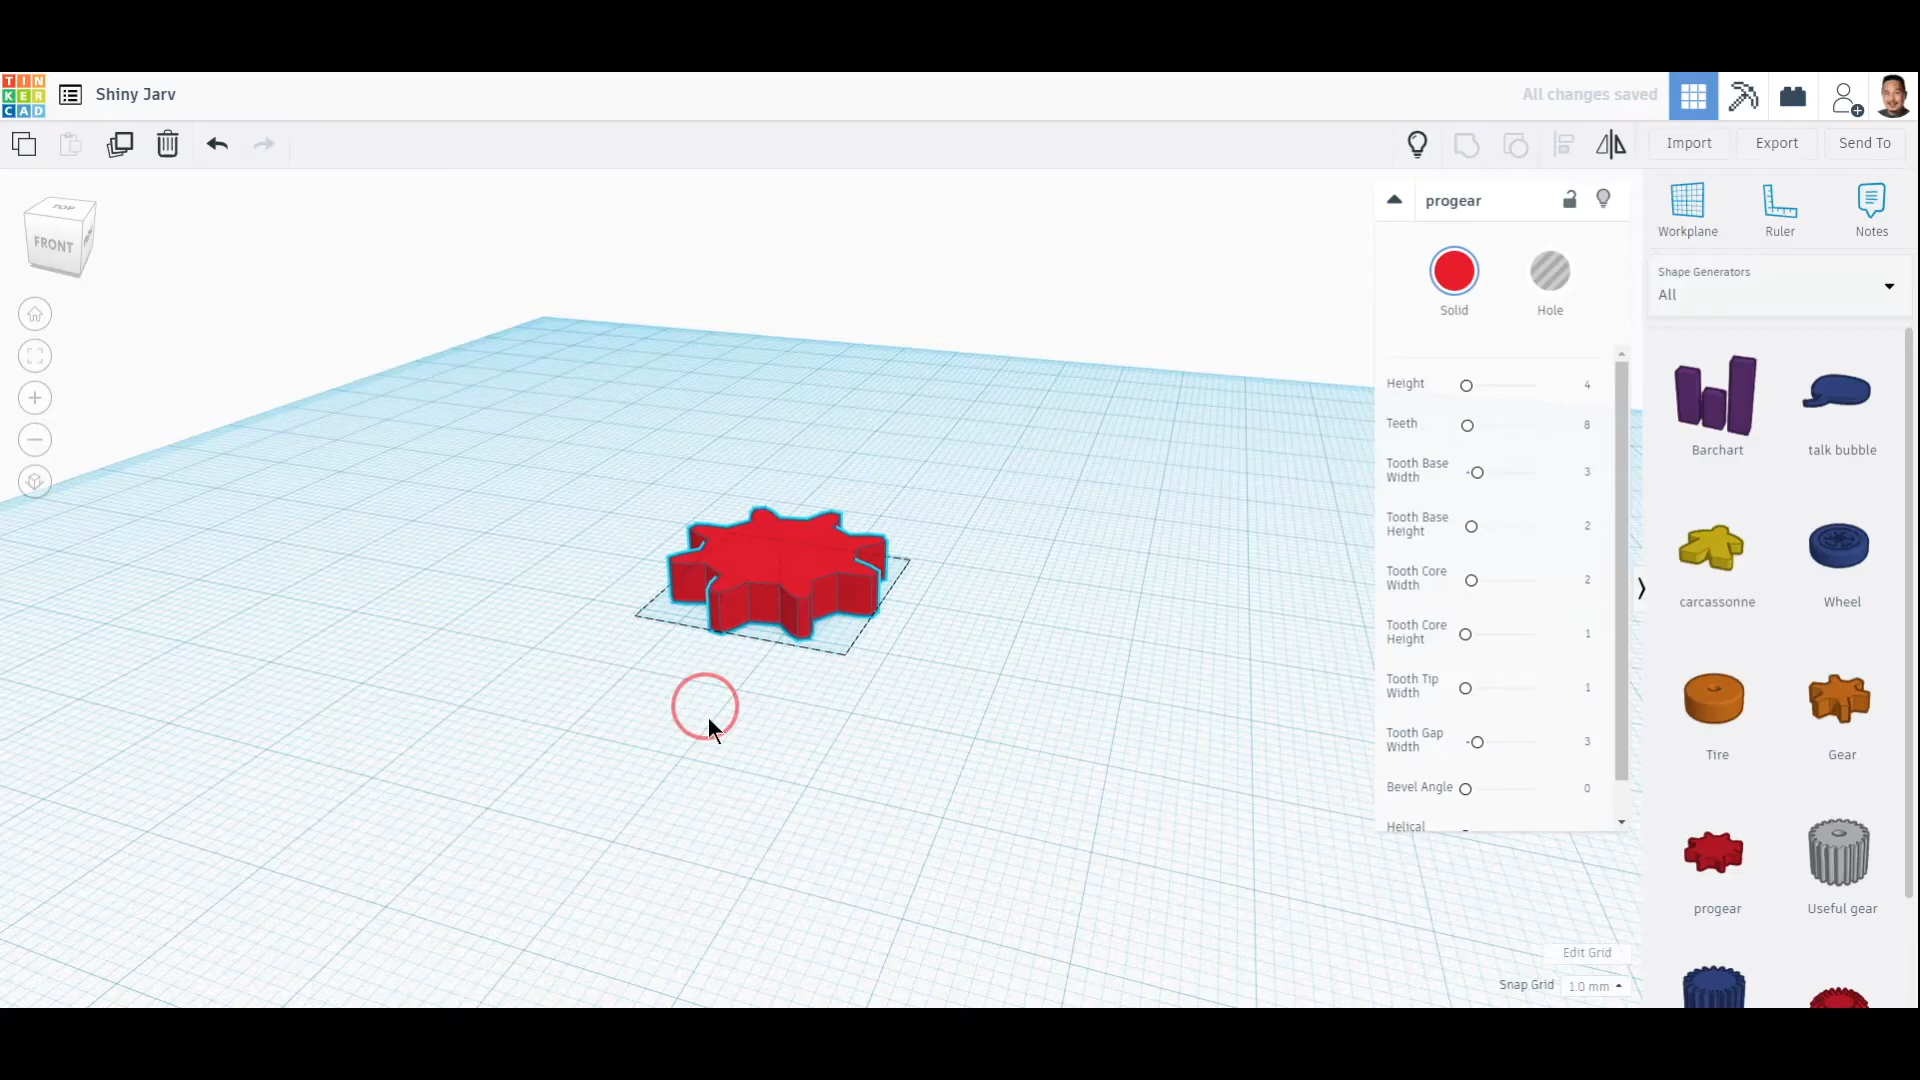 TIN
KER
CAD
Shiny Jarv
All changes saved
Import
Export
Send To
TOP
FRONT
progear
Solid
Hole
Height
4
Teeth
8
Tooth Base
Width
3
Tooth Base
Height
2
Tooth Core
Width
2
Tooth Core
Height
1
Tooth Tip
Width
1
Tooth Gap
Width
3
Bevel Angle
0
Helical
Workplane
Ruler
Notes
Shape Generators
All
Barchart
talk bubble
carcassonne
Wheel
Tire
Gear
progear
Useful gear
Edit Grid
Snap Grid
1.0 mm